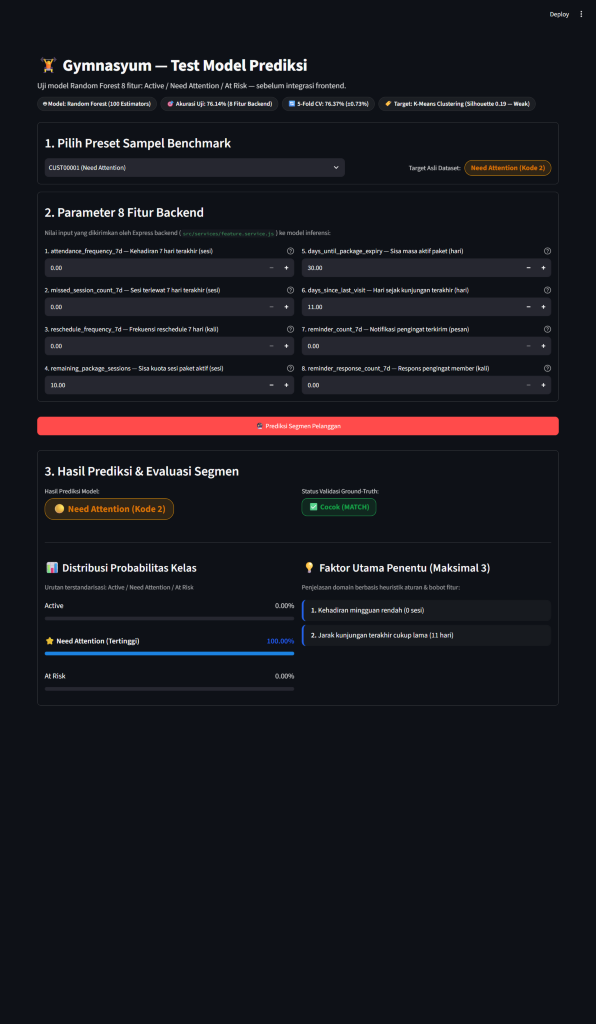 Deploy
Gymnasyum — Test Model Prediksi
Uji model Random Forest 8 fitur: Active / Need Attention / At Risk — sebelum integrasi frontend.
Model: Random Forest (100 Estimators)
Akurasi Uji: 76.14% (8 Fitur Backend)
5-Fold CV: 76.37% (±0.73%)
Target: K-Means Clustering (Silhouette 0.19 — Weak)
1. Pilih Preset Sampel Benchmark
CUST00001 (Need Attention)
Target Asli Dataset: Need Attention (Kode 2)
2. Parameter 8 Fitur Backend
Nilai input yang dikirimkan oleh Express backend ( src/services/feature.service.js ) ke model inferensi:
1. attendance_frequency_7d — Kehadiran 7 hari terakhir (sesi)
0.00
2. missed_session_count_7d — Sesi terlewat 7 hari terakhir (sesi)
0.00
3. reschedule_frequency_7d — Frekuensi reschedule 7 hari (kali)
0.00
4. remaining_package_sessions — Sisa kuota sesi paket aktif (sesi)
10.00
5. days_until_package_expiry — Sisa masa aktif paket (hari)
30.00
6. days_since_last_visit — Hari sejak kunjungan terakhir (hari)
11.00
7. reminder_count_7d — Notifikasi pengingat terkirim (pesan)
0.00
8. reminder_response_count_7d — Respons pengingat member (kali)
0.00
Prediksi Segmen Pelanggan
3. Hasil Prediksi & Evaluasi Segmen
Hasil Prediksi Model:
Need Attention (Kode 2)
Status Validasi Ground-Truth:
Cocok (MATCH)
Distribusi Probabilitas Kelas
Urutan terstandarisasi: Active / Need Attention / At Risk
Active 0.00%
Need Attention (Tertinggi) 100.00%
At Risk 0.00%
Faktor Utama Penentu (Maksimal 3)
Penjelasan domain berbasis heuristik aturan & bobot fitur:
1. Kehadiran mingguan rendah (0 sesi)
2. Jarak kunjungan terakhir cukup lama (11 hari)